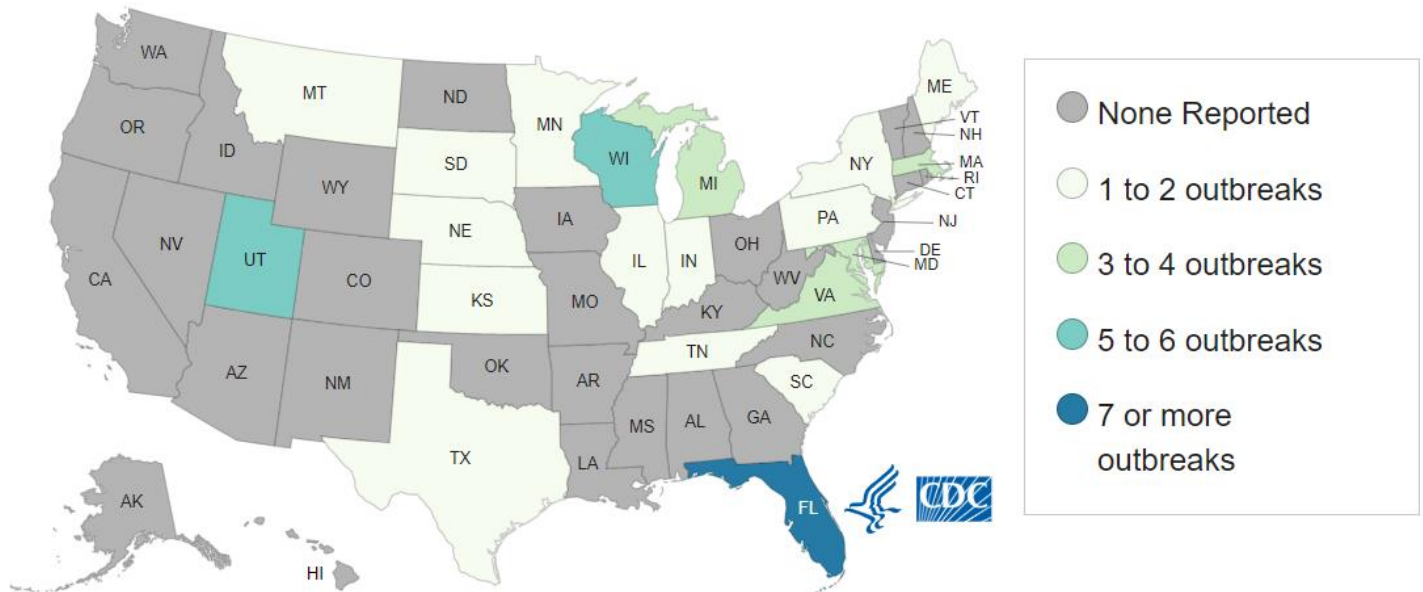 WA
MT
ND
MN
ME
VT
NH
OR
ID
SD
WI
NY
MA
RI
CT
WY
MI
IA
NE
PA
NJ
NV
UT
OH
DE
MD
IL
IN
CA
CO
WV
VA
KS
MO
KY
NC
TN
AZ
NM
OK
AR
SC
MS
AL
GA
TX
LA
FL
CDC
AK
HI
None Reported
1 to 2 outbreaks
3 to 4 outbreaks
5 to 6 outbreaks
7 or more
outbreaks